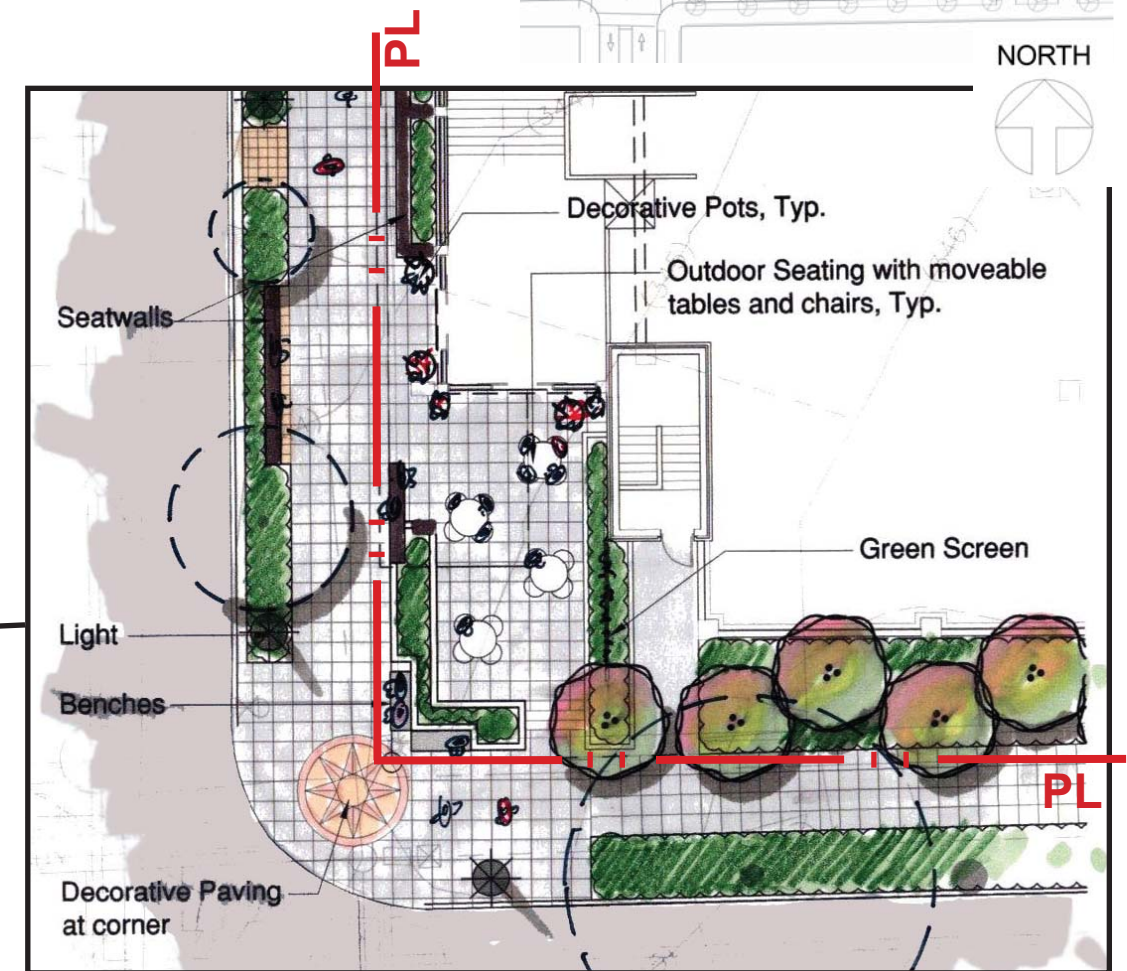 PL
NORTH
Decorative Pots, Typ.
Outdoor Seating with moveable
tables and chairs, Typ.
Seatwalls
Green Screen
Light
Benches
PL
Decorative Paving
at corner